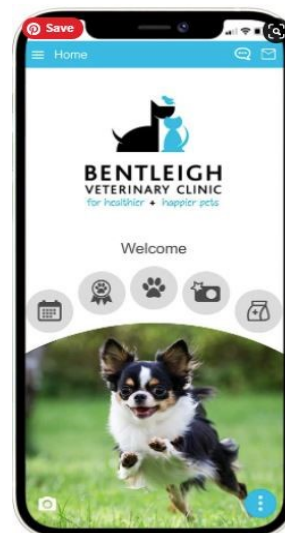 Save
Home
BENTLEIGH
VETERINARY CLINIC
for healthier + happier pets
Welcome